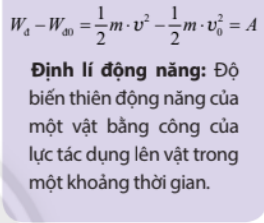 W_đ − W_đ0 = 1/2 m · v² − 1/2 m · v₀² = A
Định lí động năng: Độ
biến thiên động năng của
một vật bằng công của
lực tác dụng lên vật trong
một khoảng thời gian.